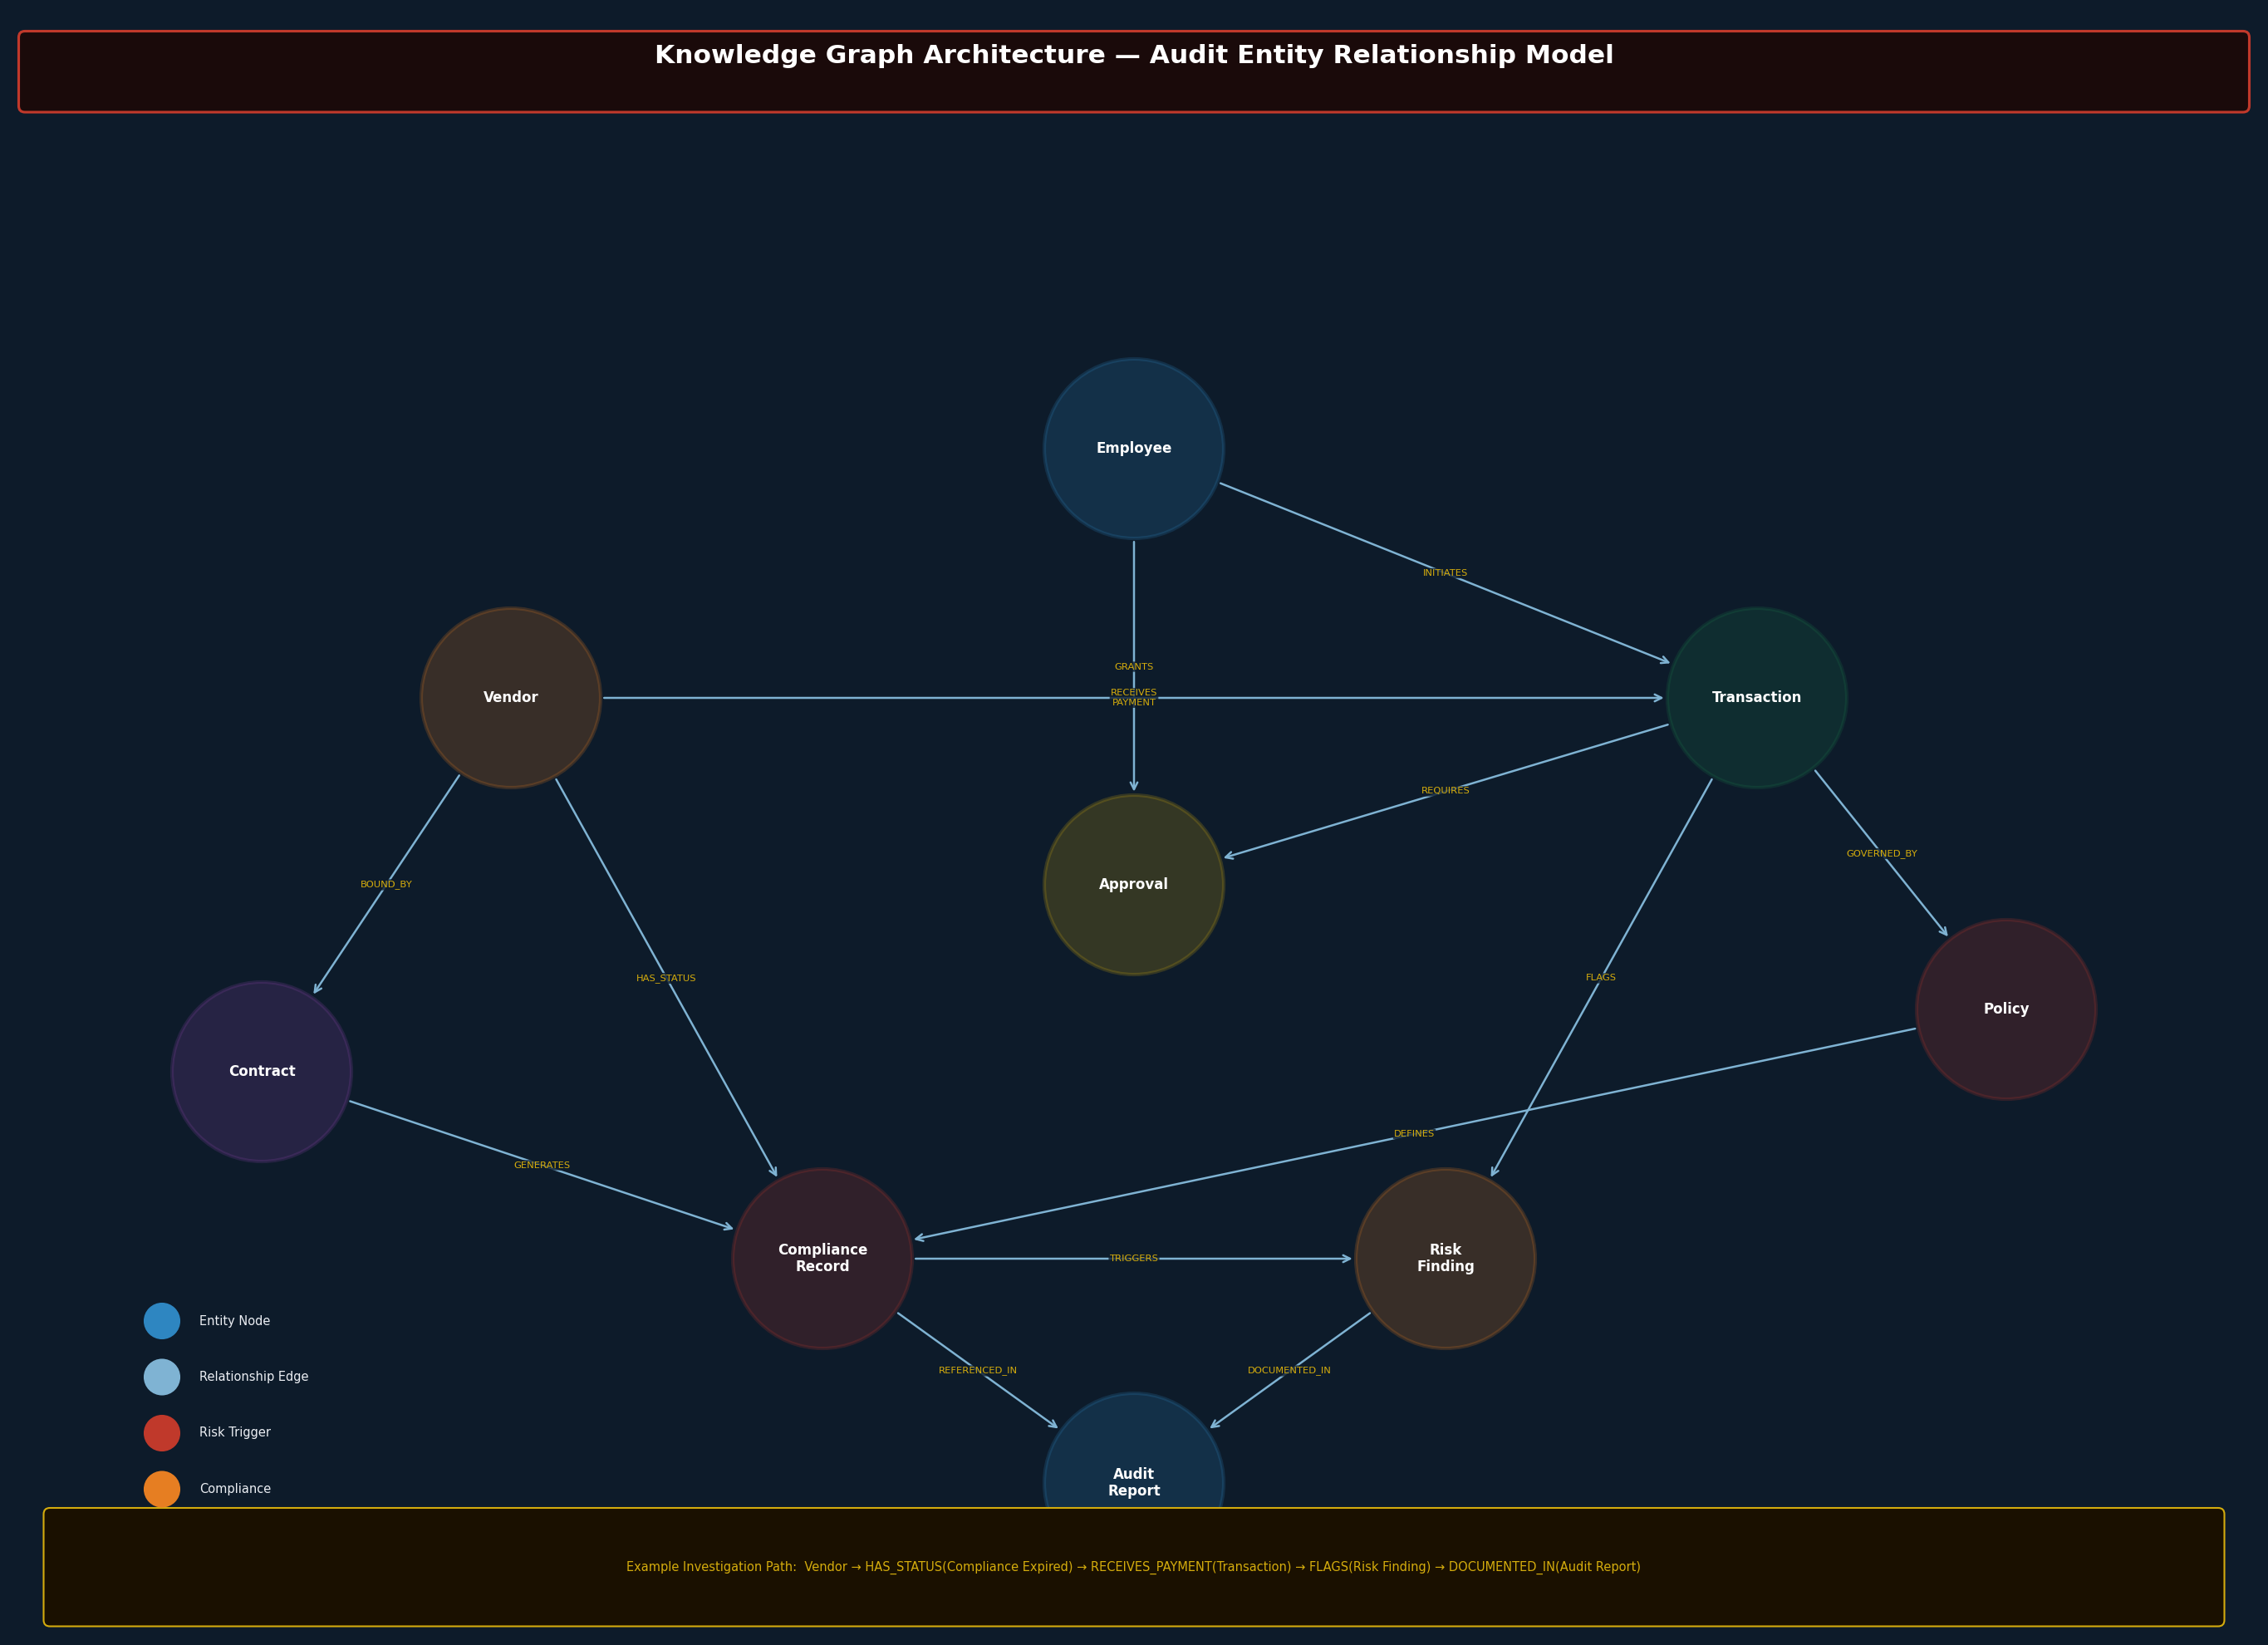 Knowledge Graph Architecture — Audit Entity Relationship Model
Employee
INITIATES
GRANTS
Vendor
RECEIVES
PAYMENT
Transaction
REQUIRES
GOVERNED_BY
BOUND_BY
Approval
HAS_STATUS
FLAGS
Policy
Contract
DEFINES
GENERATES
Compliance
Record
TRIGGERS
Risk
Finding
Entity Node
REFERENCED_IN
DOCUMENTED_IN
Relationship Edge
Risk Trigger
Audit
Report
Compliance
Example Investigation Path:  Vendor → HAS_STATUS(Compliance Expired) → RECEIVES_PAYMENT(Transaction) → FLAGS(Risk Finding) → DOCUMENTED_IN(Audit Report)